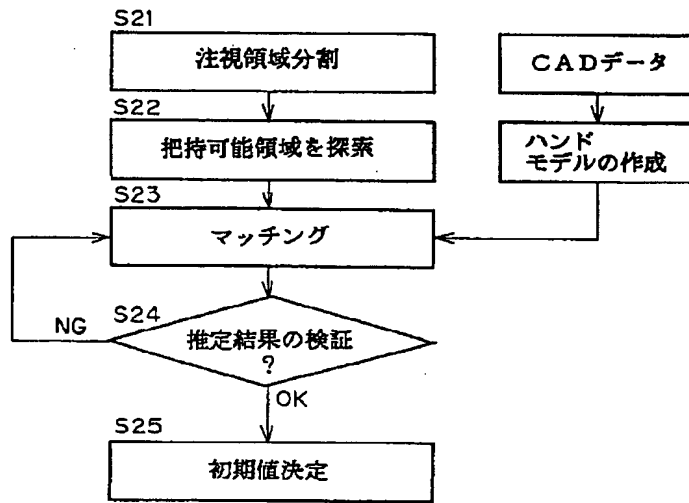 S21
注視領域分割
CADデータ
S22
把持可能領域を探索
ハンド
モデルの作成
S23
マッチング
S24
NG
推定結果の検証
?
OK
S25
初期値決定